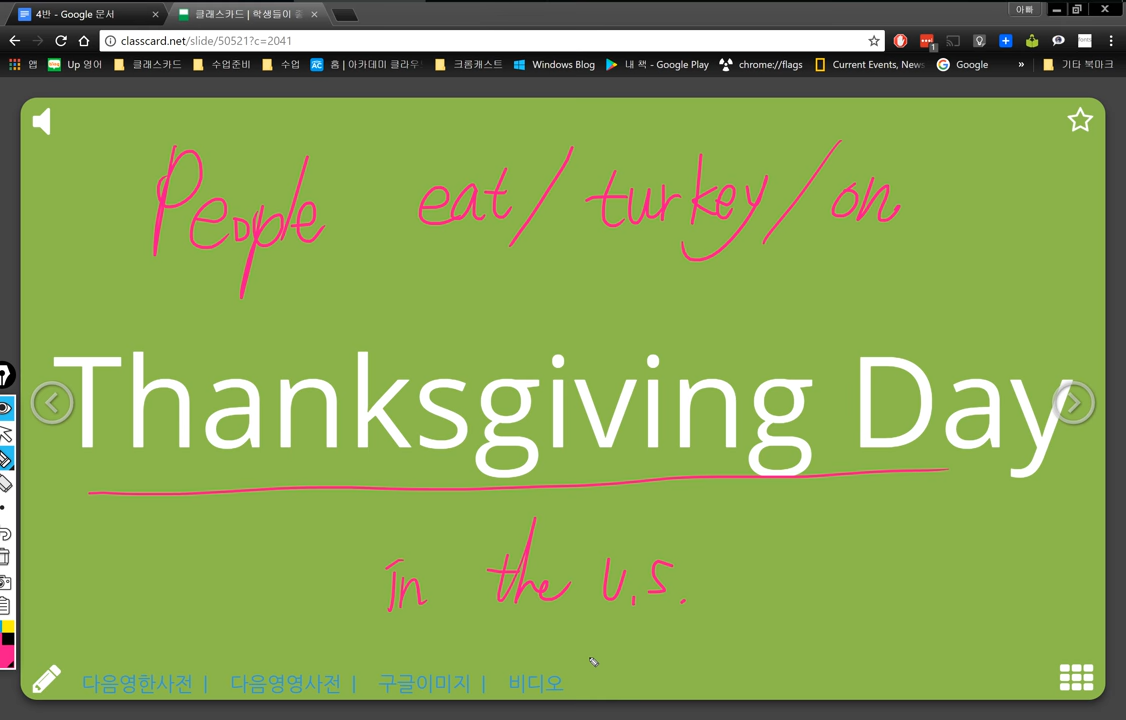 4반 - Google 문서
클래스카드 | 학생들이 좋
아빠
classcard.net/slide/50521?c=2041
앱 Up 영어 클래스카드 수업준비 수업 홈 | 아카데미 클라우 크롬캐스트 Windows Blog 내 책 - Google Play chrome://flags Current Events, News Google » 기타 북마크
People eat/ turkey/ on
Thanksgiving Day
in the U.S.
다음영한사전 | 다음영영사전 | 구글이미지 | 비디오